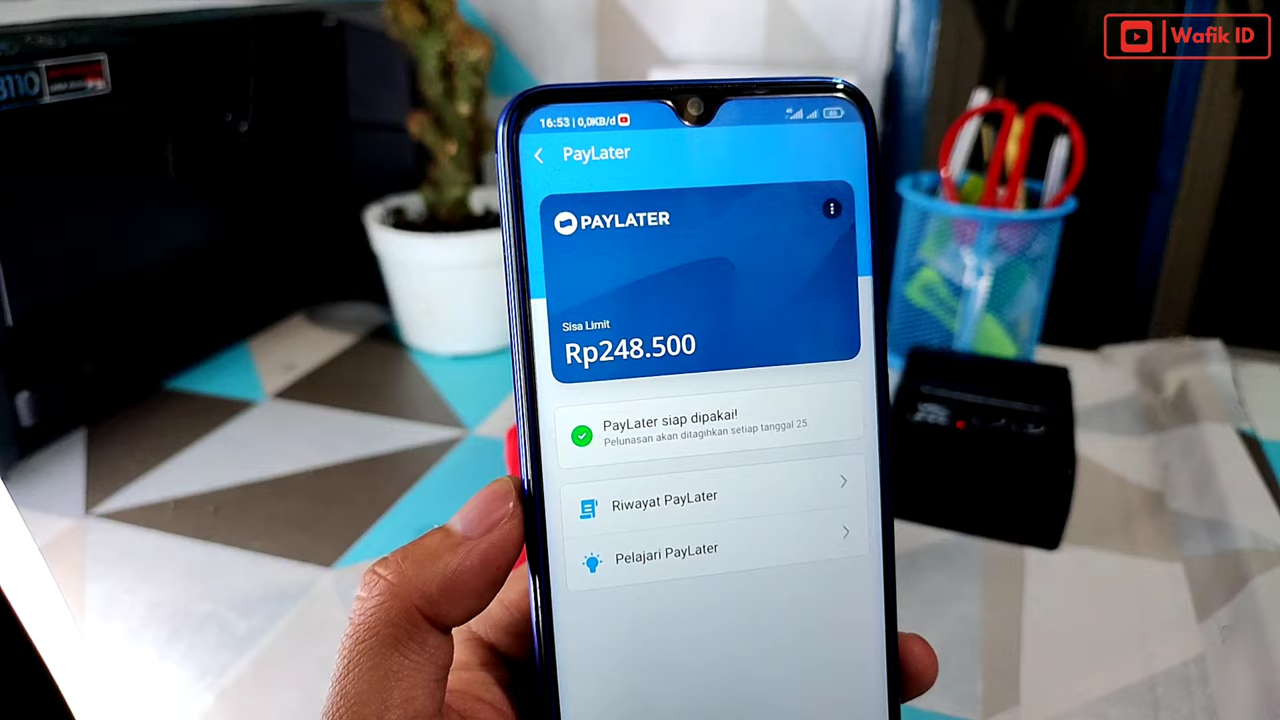 Wafik ID
3110
16:53 | 0,0KB/d
PayLater
PAYLATER
Sisa Limit
Rp248.500
PayLater siap dipakai!
Pelunasan akan ditagihkan setiap tanggal 25.
Riwayat PayLater
Pelajari PayLater